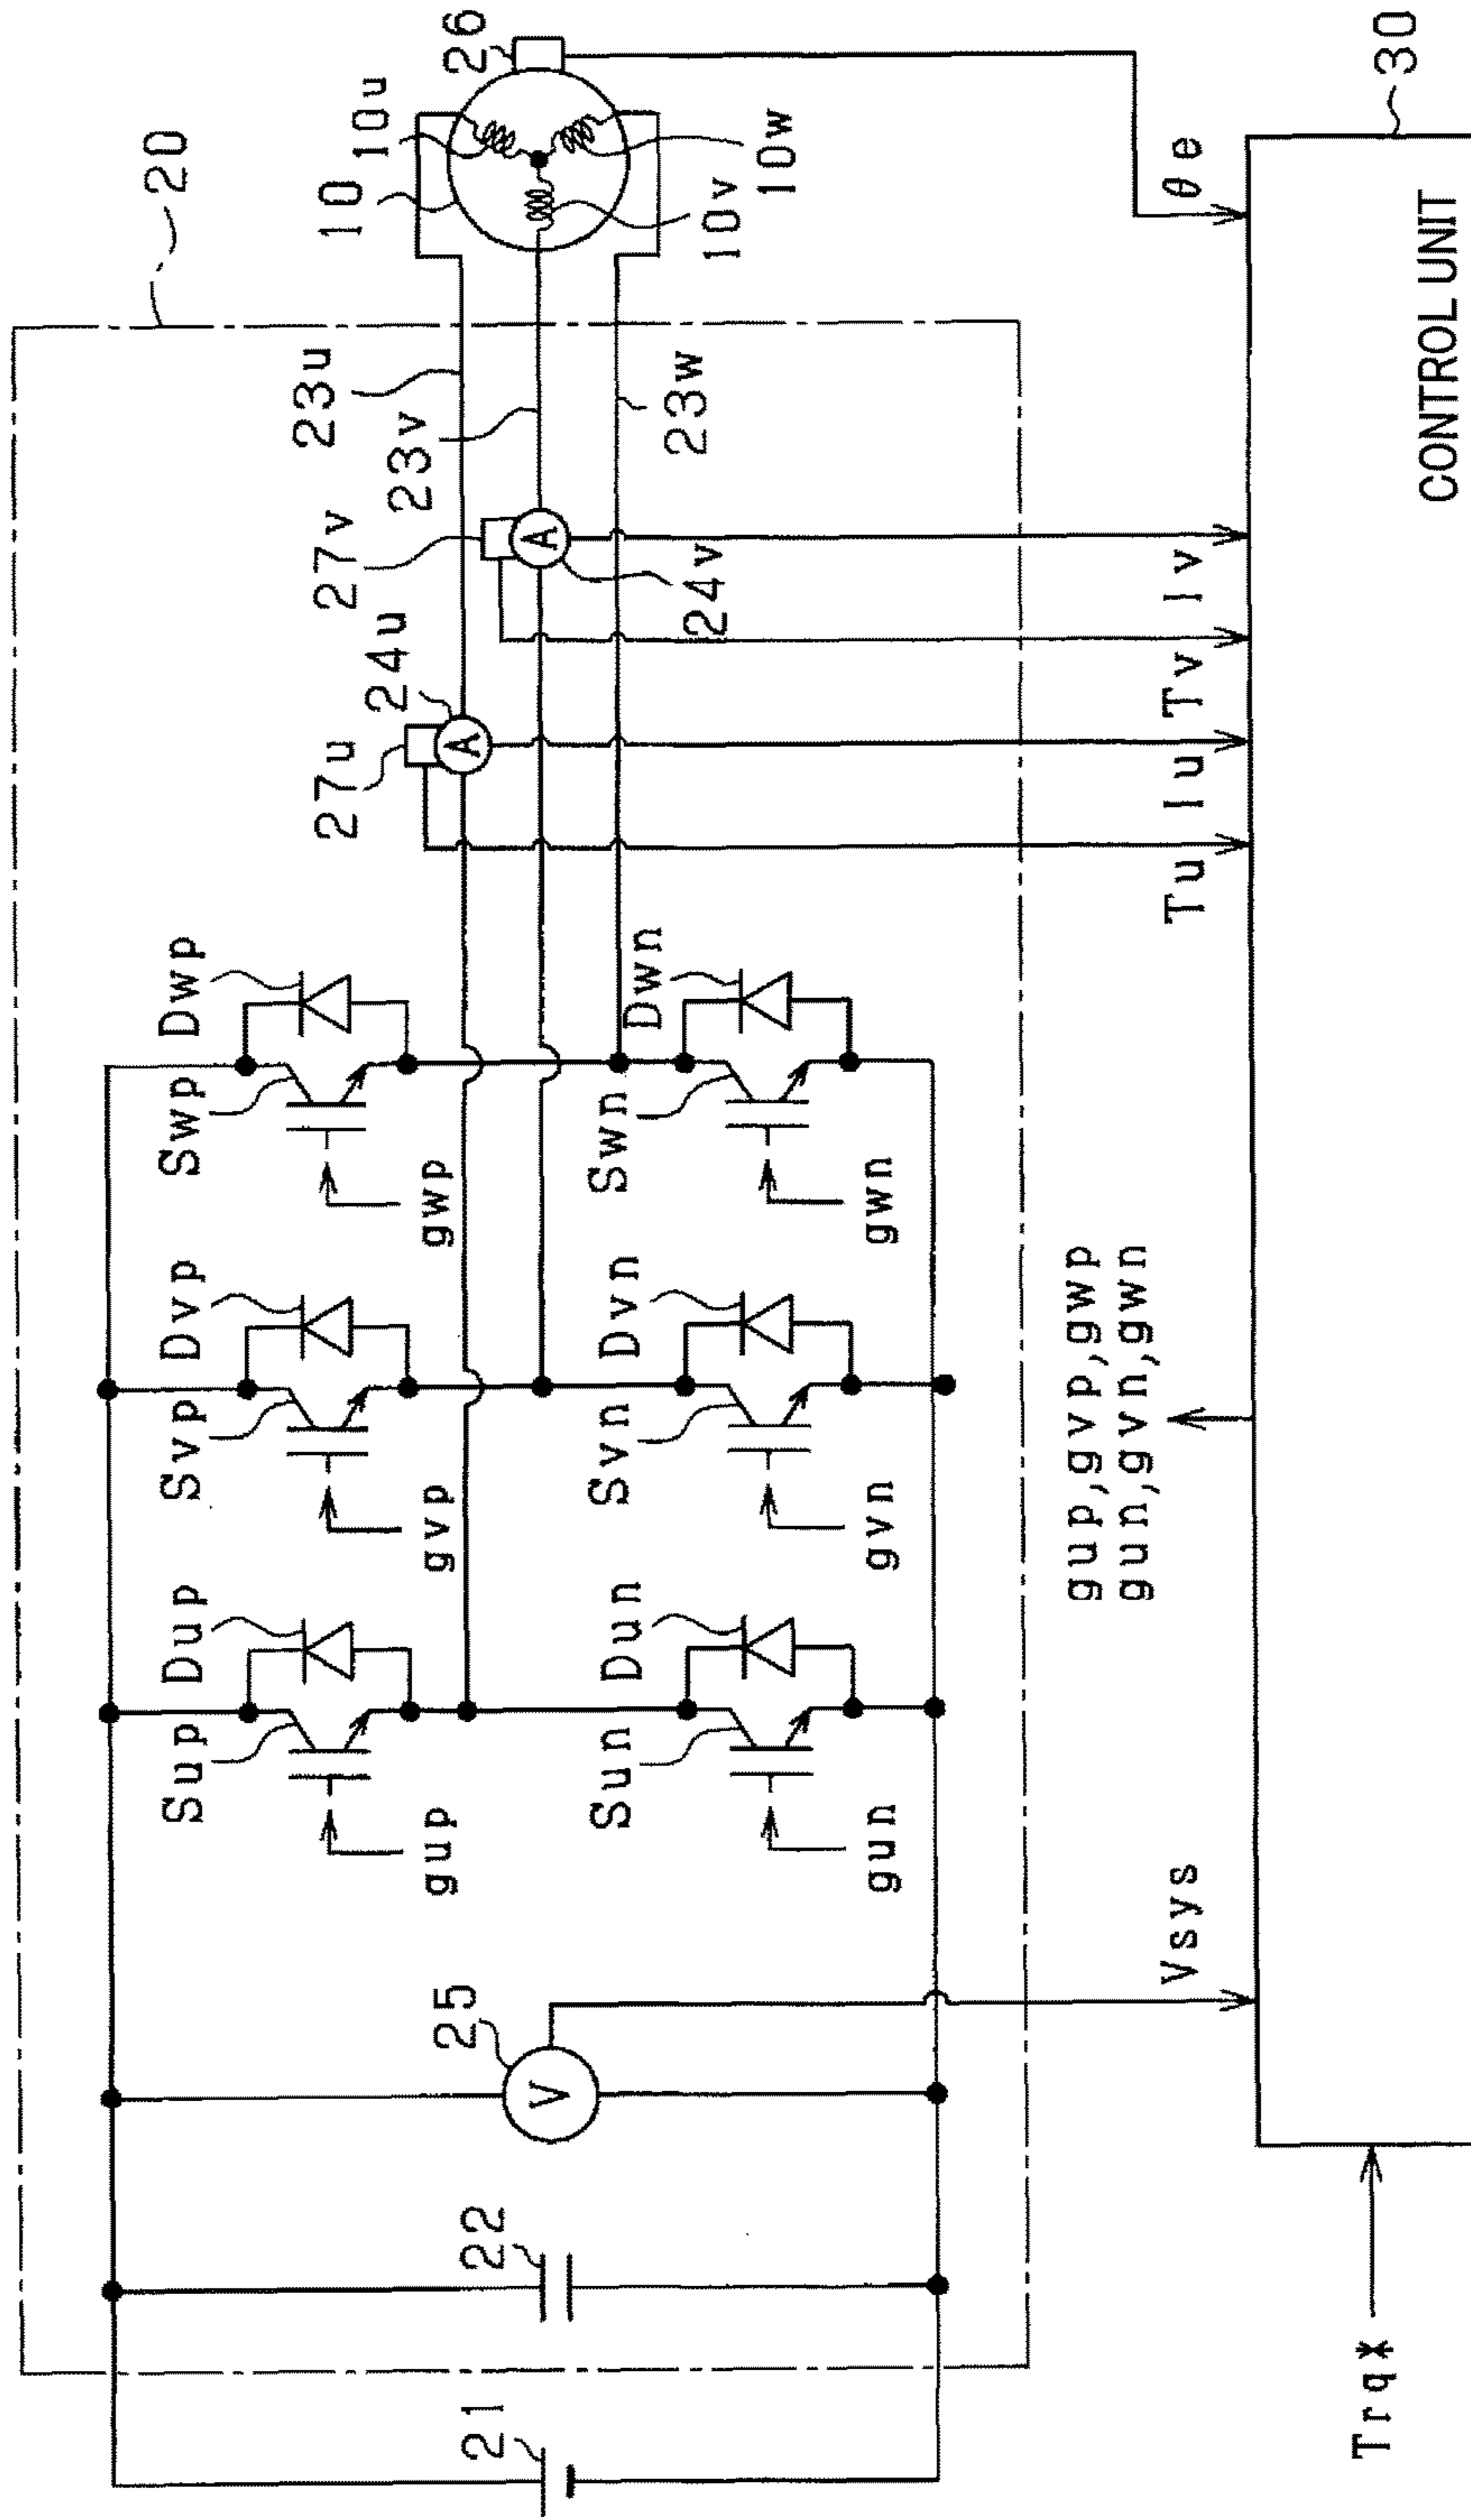 20
26
10u
10
10w
10v
23u
23v
23w
27v
24v
A
27u
24u
A
Dup
Dvp
Dwp
Sup
Svp
Swp
gup
gvp
gwp
Dun
Dvn
Dwn
Sun
Svn
Swn
gun
gvn
gwn
25
V
22
21
Vsys
gup,gvp,gwp
gun,gvn,gwn
Tu
Iu
Tv
Iv
θe
Trq*
CONTROL UNIT
30